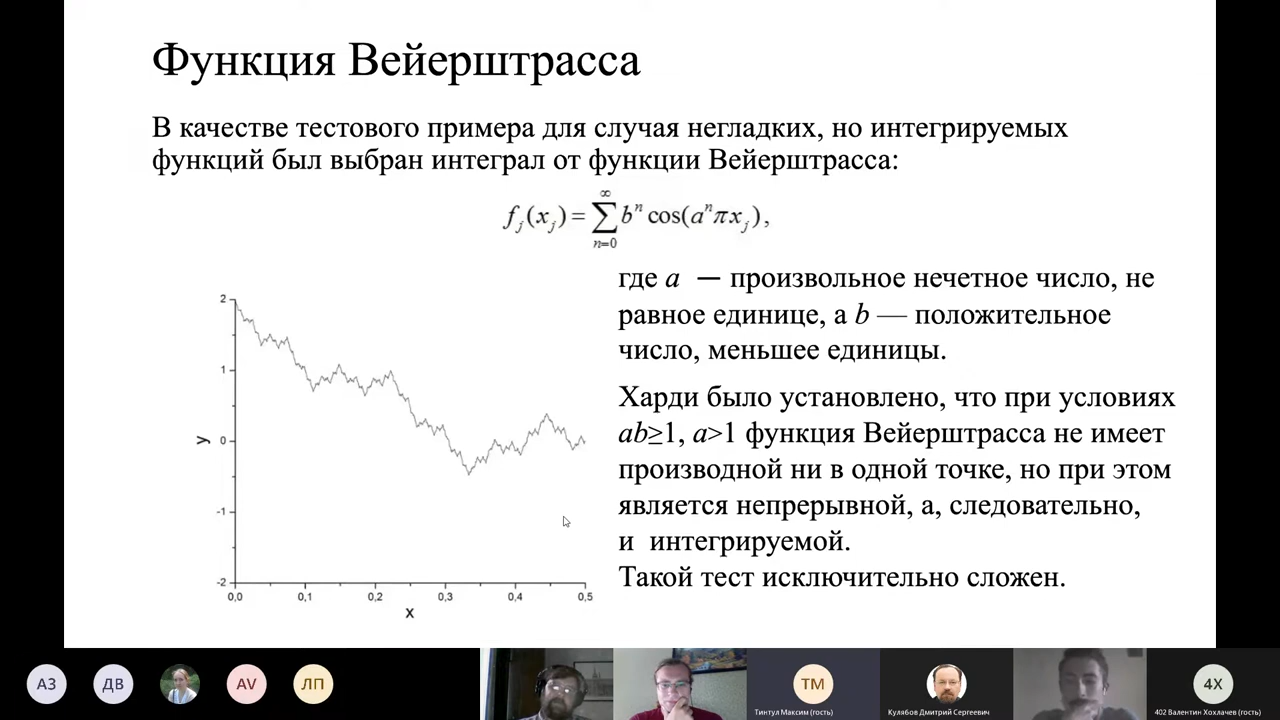 Функция Вейерштрасса
В качестве тестового примера для случая негладких, но интегрируемых
функций был выбран интеграл от функции Вейерштрасса:
f_j(x_j) = ∑_{n=0}^{∞} b^n cos(a^n πx_j),
где a — произвольное нечетное число, не
равное единице, а b — положительное
число, меньшее единицы.
Харди было установлено, что при условиях
ab≥1, a>1 функция Вейерштрасса не имеет
производной ни в одной точке, но при этом
является непрерывной, а, следовательно,
и интегрируемой.
Такой тест исключительно сложен.
2
1
0
-1
-2
y
0,0 0,1 0,2 0,3 0,4 0,5
x
АЗ
ДВ
AV
ЛП
ТМ
Тинтул Максим (гость)
Кулябов Дмитрий Сергеевич
4X
402 Валентин Хохлачев (гость)